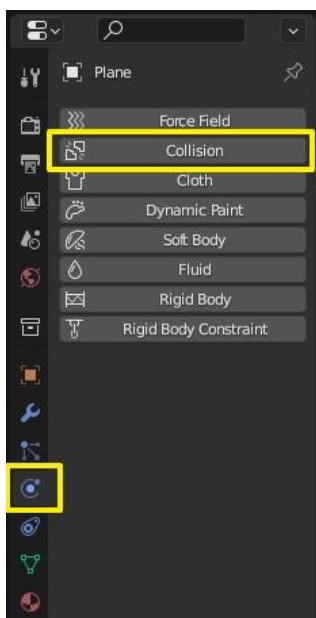 Plane
Force Field
Collision
Cloth
Dynamic Paint
Soft Body
Fluid
Rigid Body
Rigid Body Constraint